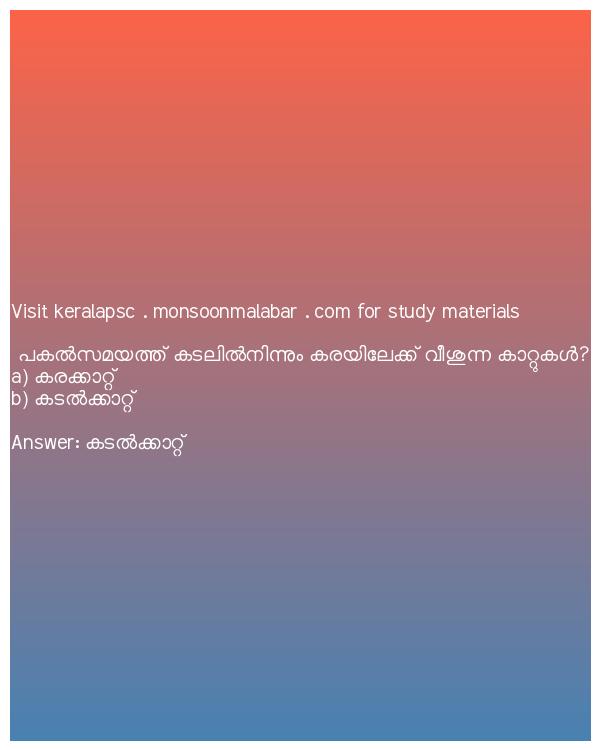 Visit keralapsc . monsoonmalabar . com for study materials
പകൽസമയത്ത് കടലിൽനിന്നും കരയിലേക്ക് വീശുന്ന കാറ്റുകൾ?
a) കരക്കാറ്റ്
b) കടൽക്കാറ്റ്
Answer: കടൽക്കാറ്റ്